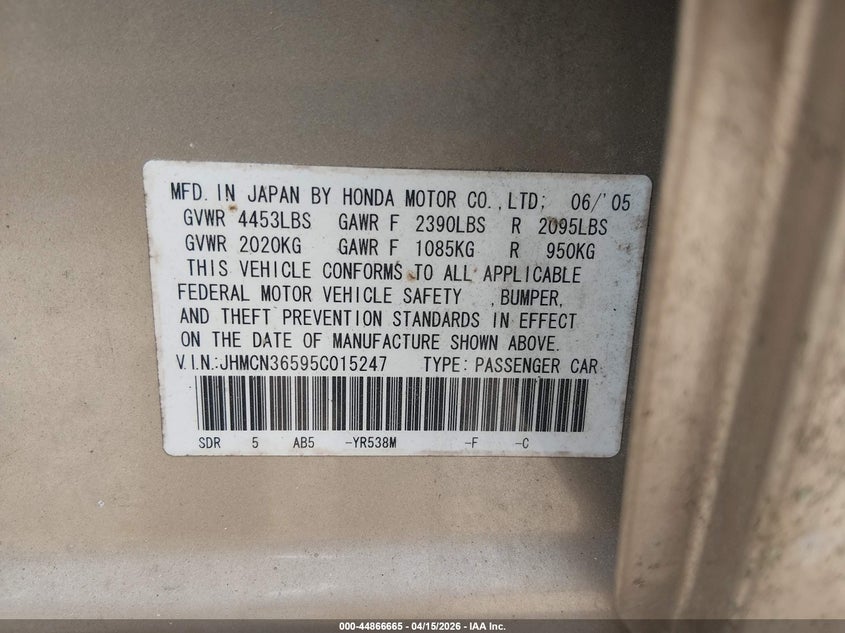 MFD. IN JAPAN BY HONDA MOTOR CO.,LTD; 06/'05
GVWR 4453LBS GAWR F 2390LBS R 2095LBS
GVWR 2020KG GAWR F 1085KG R 950KG
THIS VEHICLE CONFORMS TO ALL APPLICABLE
FEDERAL MOTOR VEHICLE SAFETY ,BUMPER,
AND THEFT PREVENTION STANDARDS IN EFFECT
ON THE DATE OF MANUFACTURE SHOWN ABOVE.
V.I.N.:JHMCN36595C015247 TYPE: PASSENGER CAR
SDR 5 AB5 -YR538M -F -C
000-44866665 - 04/15/2026 - IAA Inc.